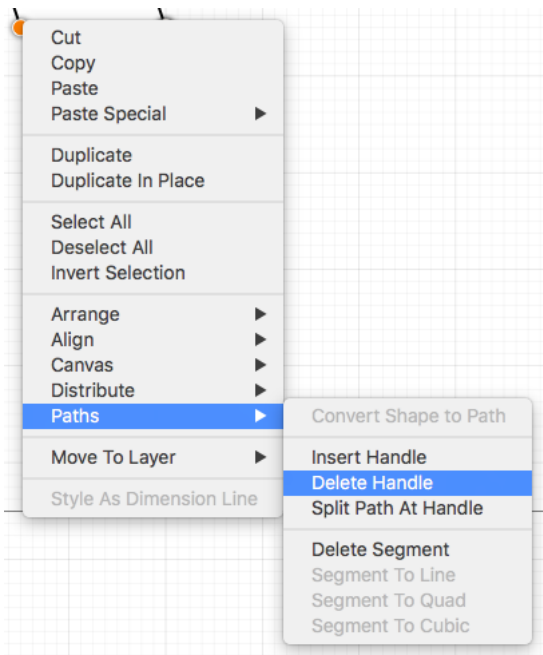 Cut
Copy
Paste
Paste Special
Duplicate
Duplicate In Place
Select All
Deselect All
Invert Selection
Arrange
Align
Canvas
Distribute
Paths
Move To Layer
Style As Dimension Line
Convert Shape to Path
Insert Handle
Delete Handle
Split Path At Handle
Delete Segment
Segment To Line
Segment To Quad
Segment To Cubic